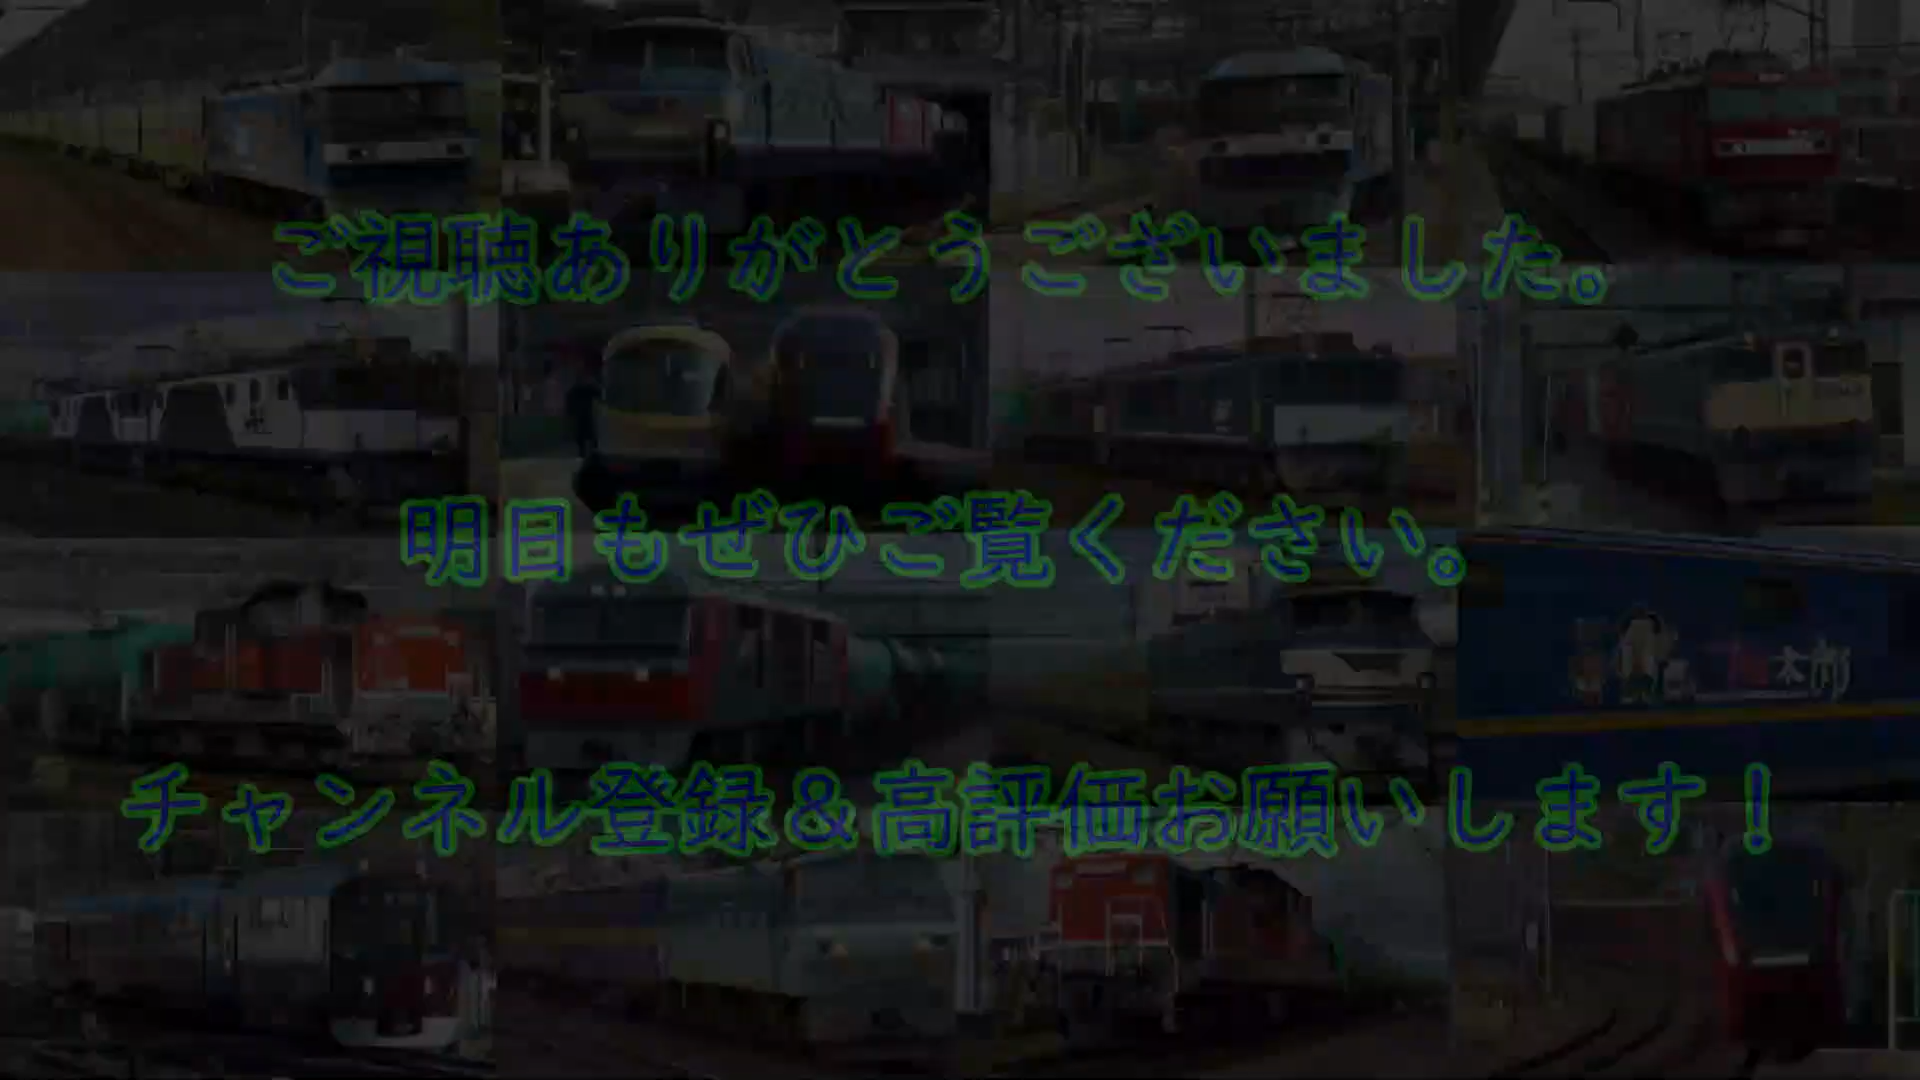 ご視聴ありがとうございました。
明日もぜひご覧ください。
チャンネル登録＆高評価お願いします！